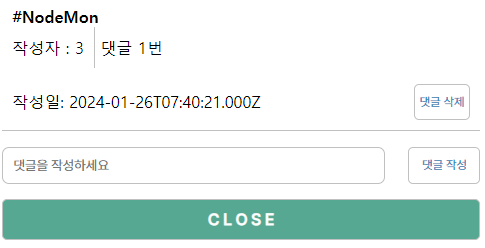 #NodeMon
작성자 : 3 댓글 1번
작성일: 2024-01-26T07:40:21.000Z 댓글 삭제
댓글을 작성하세요 댓글 작성
CLOSE